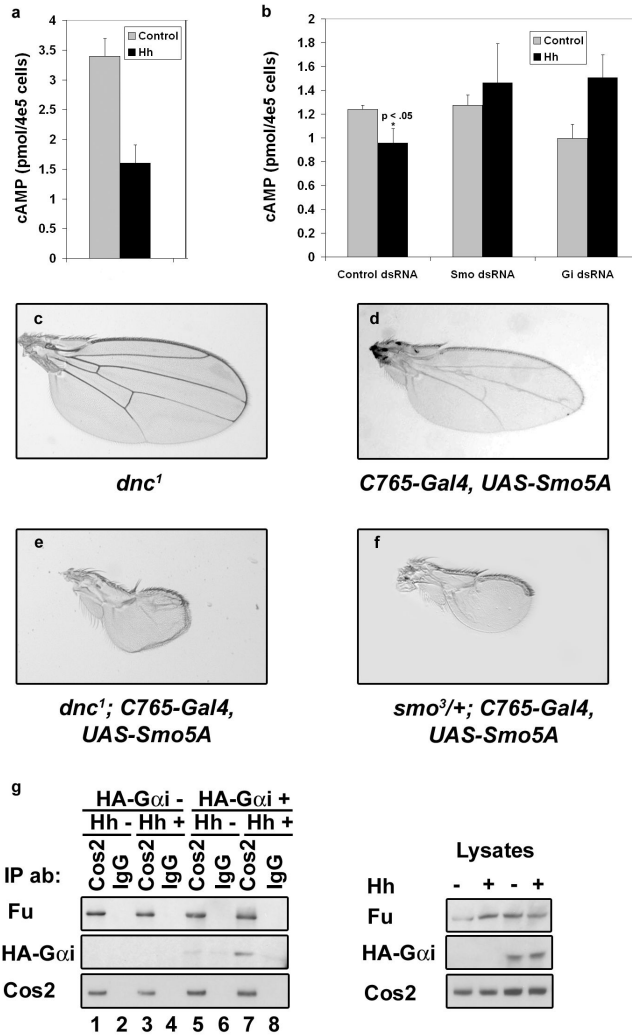 a
cAMP (pmol/4e5 cells)
4
3.5
3
2.5
2
1.5
1
0.5
0
Control
Hh
b
cAMP (pmol/4e5 cells)
2
1.8
1.6
1.4
1.2
1
0.8
0.6
0.4
0.2
0
Control
Hh
p < .05
*
Control dsRNA Smo dsRNA Gi dsRNA
c
dnc1
d
C765-Gal4, UAS-Smo5A
e
dnc1; C765-Gal4,
UAS-Smo5A
f
smo3/+; C765-Gal4,
UAS-Smo5A
g
HA-Gαi - HA-Gαi +
Hh - Hh + Hh - Hh +
IP ab: Cos2 IgG Cos2 IgG Cos2 IgG Cos2 IgG
Fu
HA-Gαi
Cos2
1 2 3 4 5 6 7 8
Lysates
Hh - + - +
Fu
HA-Gαi
Cos2